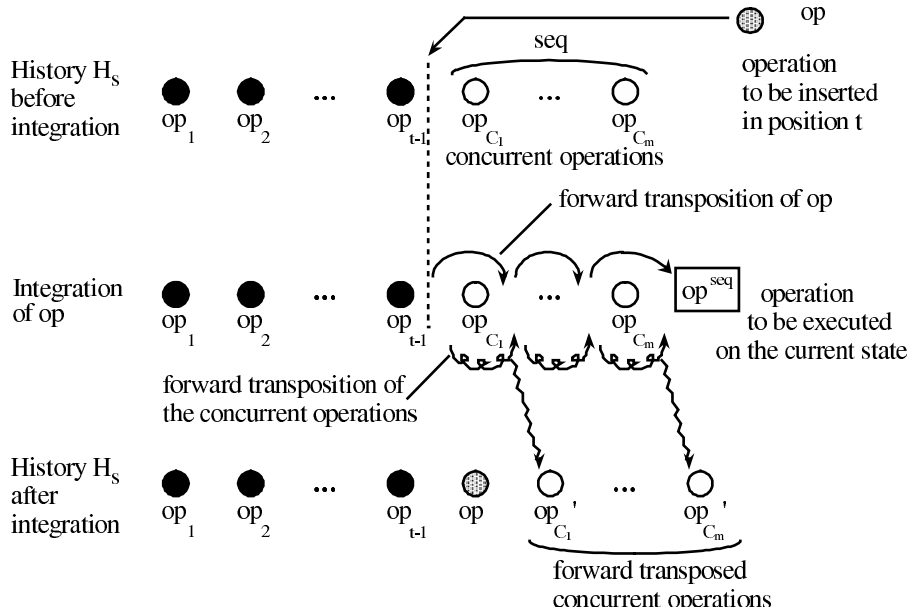 op
seq
History H_S
before
integration
...
...
operation
to be inserted
in position t
op_1
op_2
op_t-1
op_C1
op_Cm
concurrent operations
forward transposition of op
Integration
of op
...
...
op^seq
operation
to be executed
on the current state
op_1
op_2
op_t-1
op_C1
op_Cm
forward transposition of
the concurrent operations
History H_S
after
integration
...
...
op_1
op_2
op_t-1
op
op_C1'
op_Cm'
forward transposed
concurrent operations